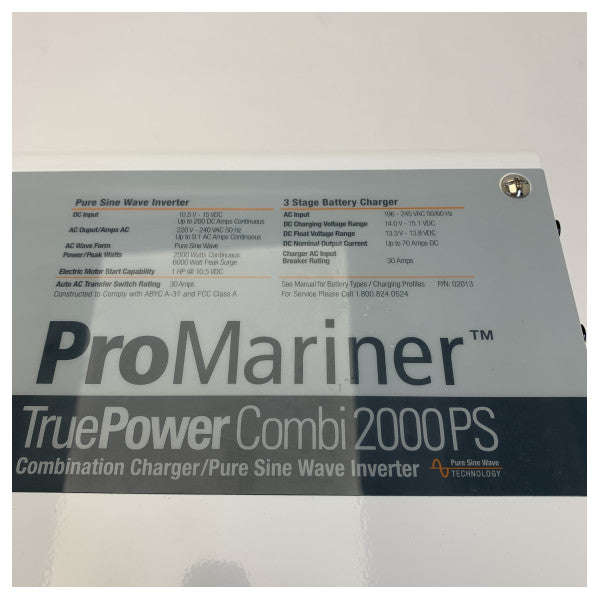 Pure Sine Wave Inverter
DC Input 10.5 V - 15 VDC
Up to 280 DC Amps Continuous
AC Ouput/Amps AC 220 V - 240 VAC 50 Hz
Up to 9.1 AC Amps Continuous
AC Wave Form Pure Sine Wave
Power/Peak Watts 2000 Watts Continuous
6000 Watt Peak Surge
Electric Motor Start Capability 1 HP @ 10.5 VDC
Auto AC Transfer Switch Rating 30 Amps
Constructed to Comply with ABYC A-31 and FCC Class A
3 Stage Battery Charger
AC Input 196 - 245 VAC 50/60 Hz
DC Charging Voltage Range 14.0 V - 15.1 VDC
DC Float Voltage Range 13.3 V - 13.8 VDC
DC Nominal Output Current Up to 70 Amps DC
Charger AC Input
Breaker Rating 30 Amps
See Manual for Battery Types / Charging Profiles P/N: 02013
For Service Please Call 1.800.824.0524
ProMariner™
TruePower Combi 2000 PS
Combination Charger/Pure Sine Wave Inverter
Pure Sine Wave
TECHNOLOGY